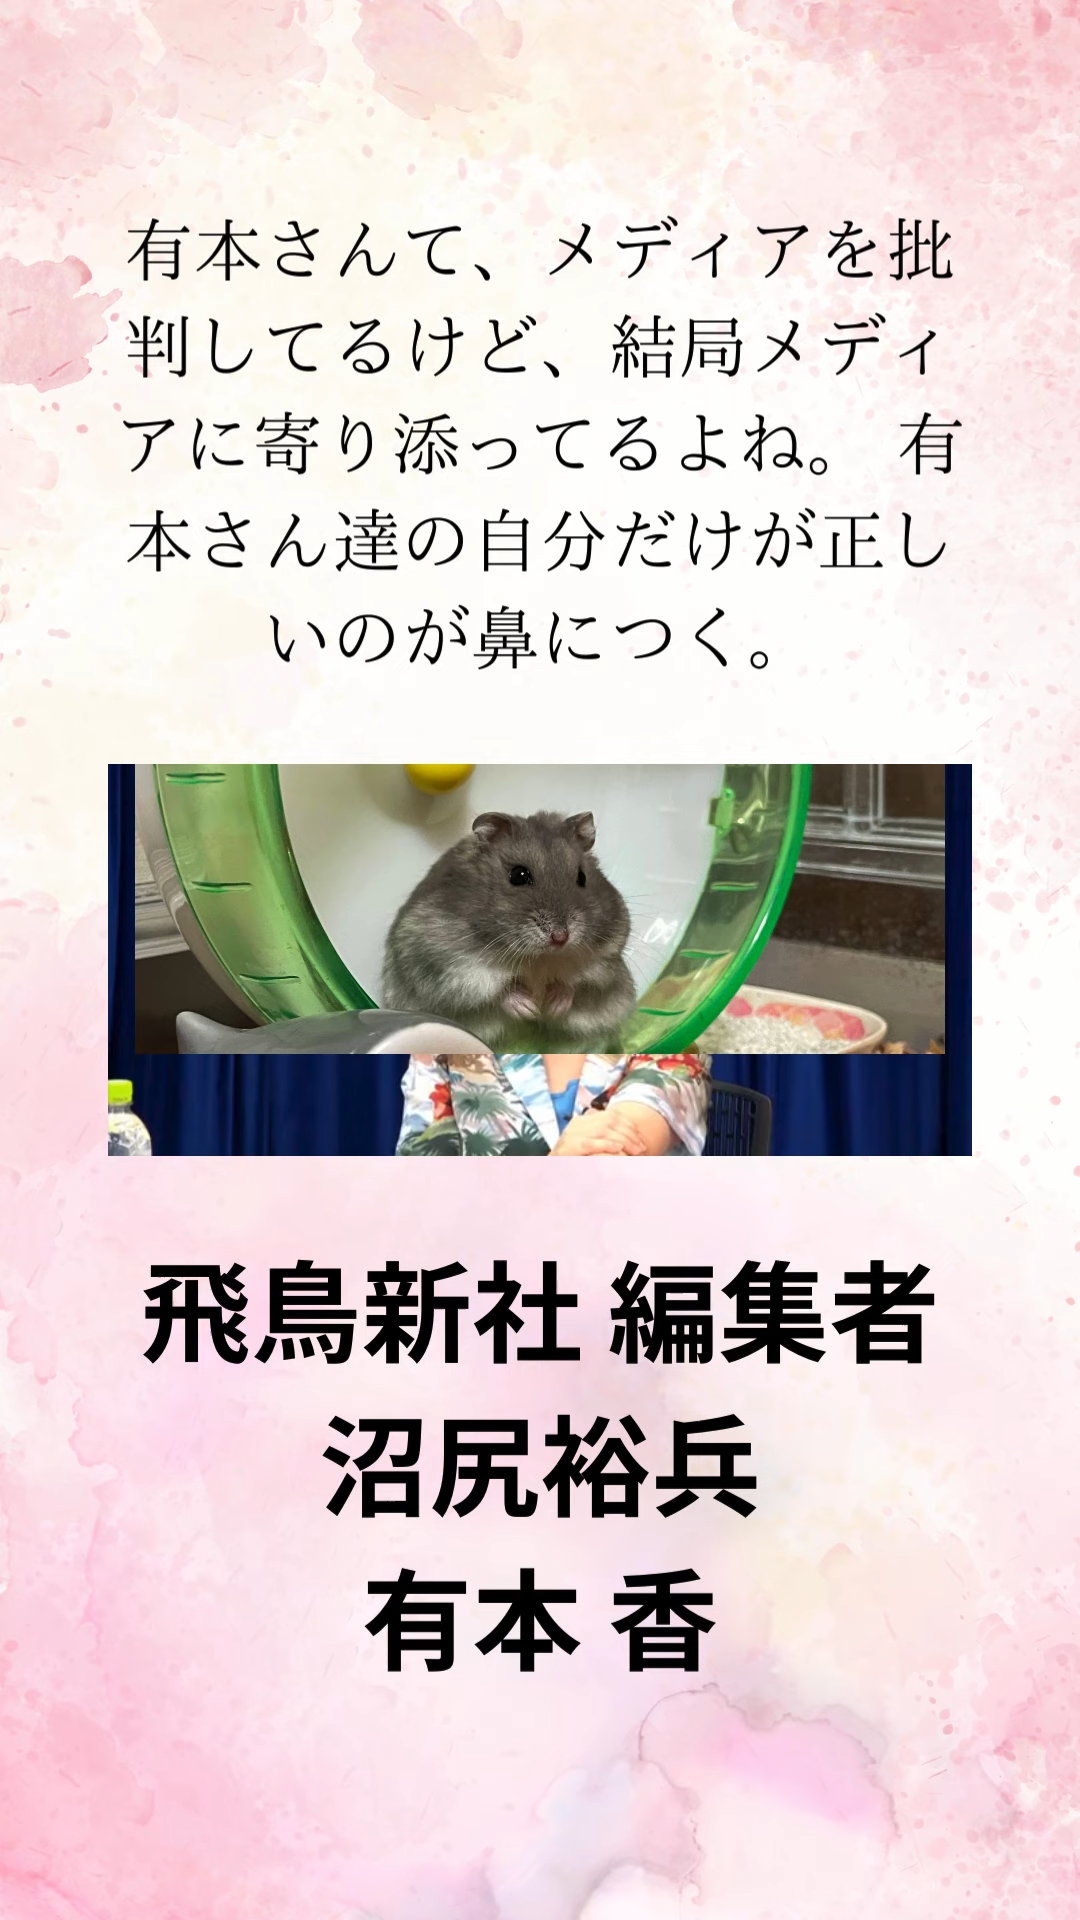 有本さんて、メディアを批
判してるけど、結局メディ
アに寄り添ってるよね。 有
本さん達の自分だけが正し
いのが鼻につく。
飛鳥新社 編集者
沼尻裕兵
有本 香